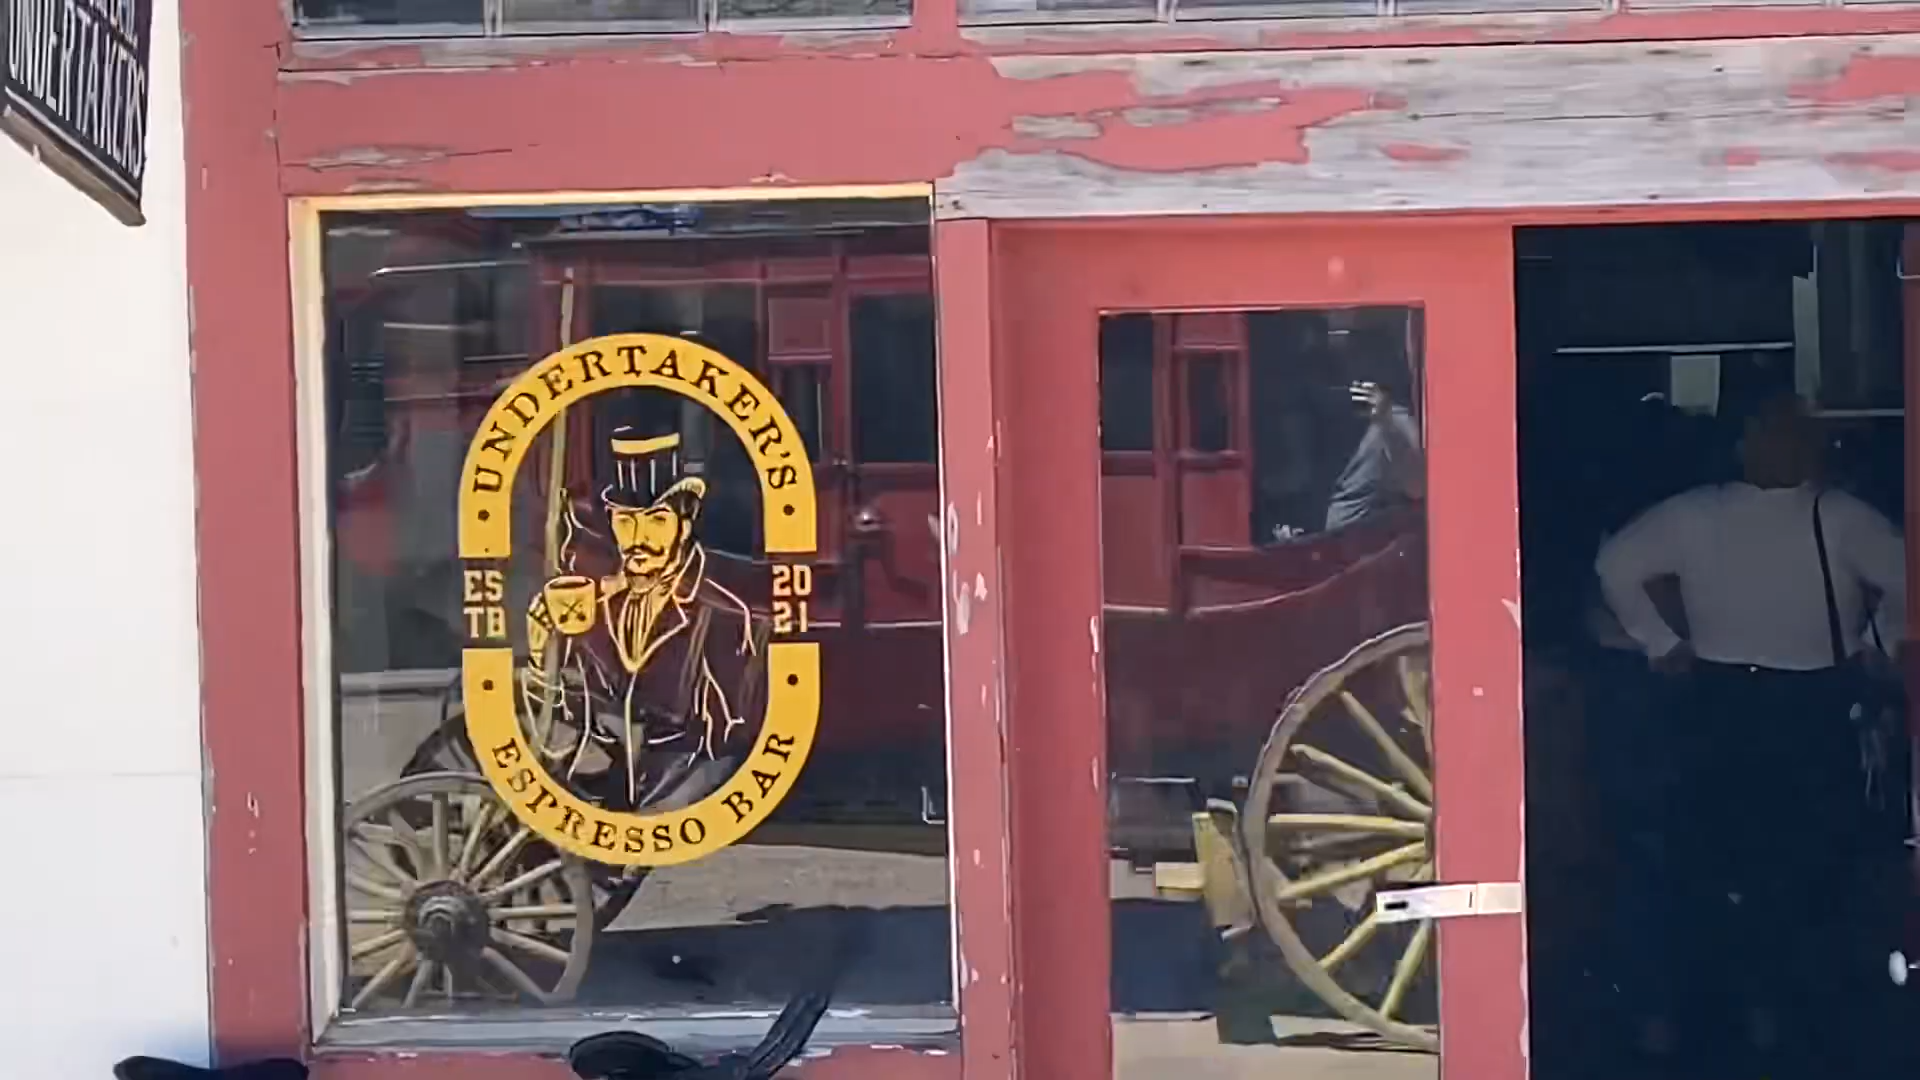 UNDERTAKERS
UNDERTAKER'S
ESTB
2021
ESPRESSO BAR